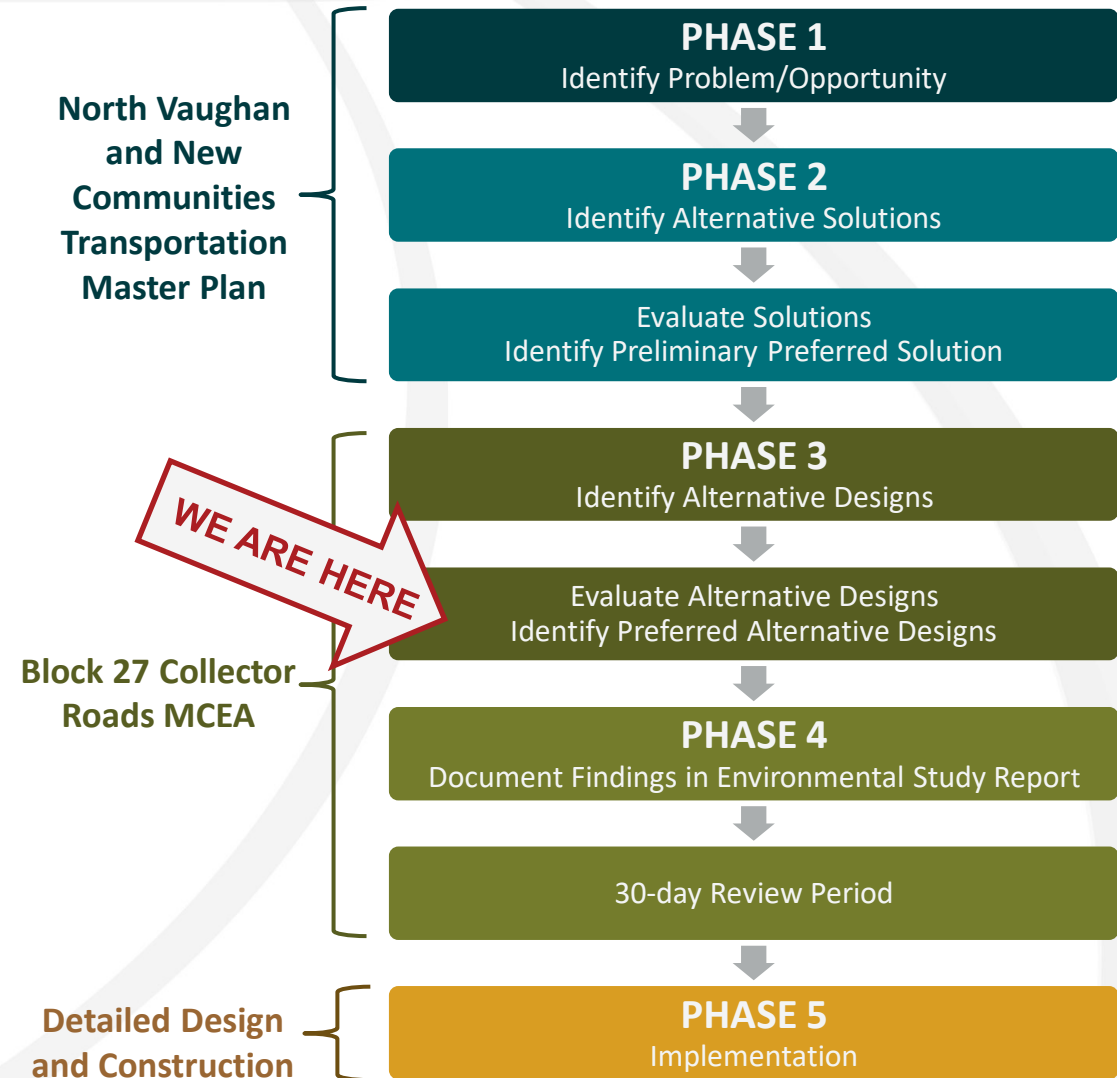 North Vaughan
and New
Communities
Transportation
Master Plan
PHASE 1
Identify Problem/Opportunity
PHASE 2
Identify Alternative Solutions
Evaluate Solutions
Identify Preliminary Preferred Solution
Block 27 Collector
Roads MCEA
WE ARE HERE
PHASE 3
Identify Alternative Designs
Evaluate Alternative Designs
Identify Preferred Alternative Designs
PHASE 4
Document Findings in Environmental Study Report
30-day Review Period
Detailed Design
and Construction
PHASE 5
Implementation